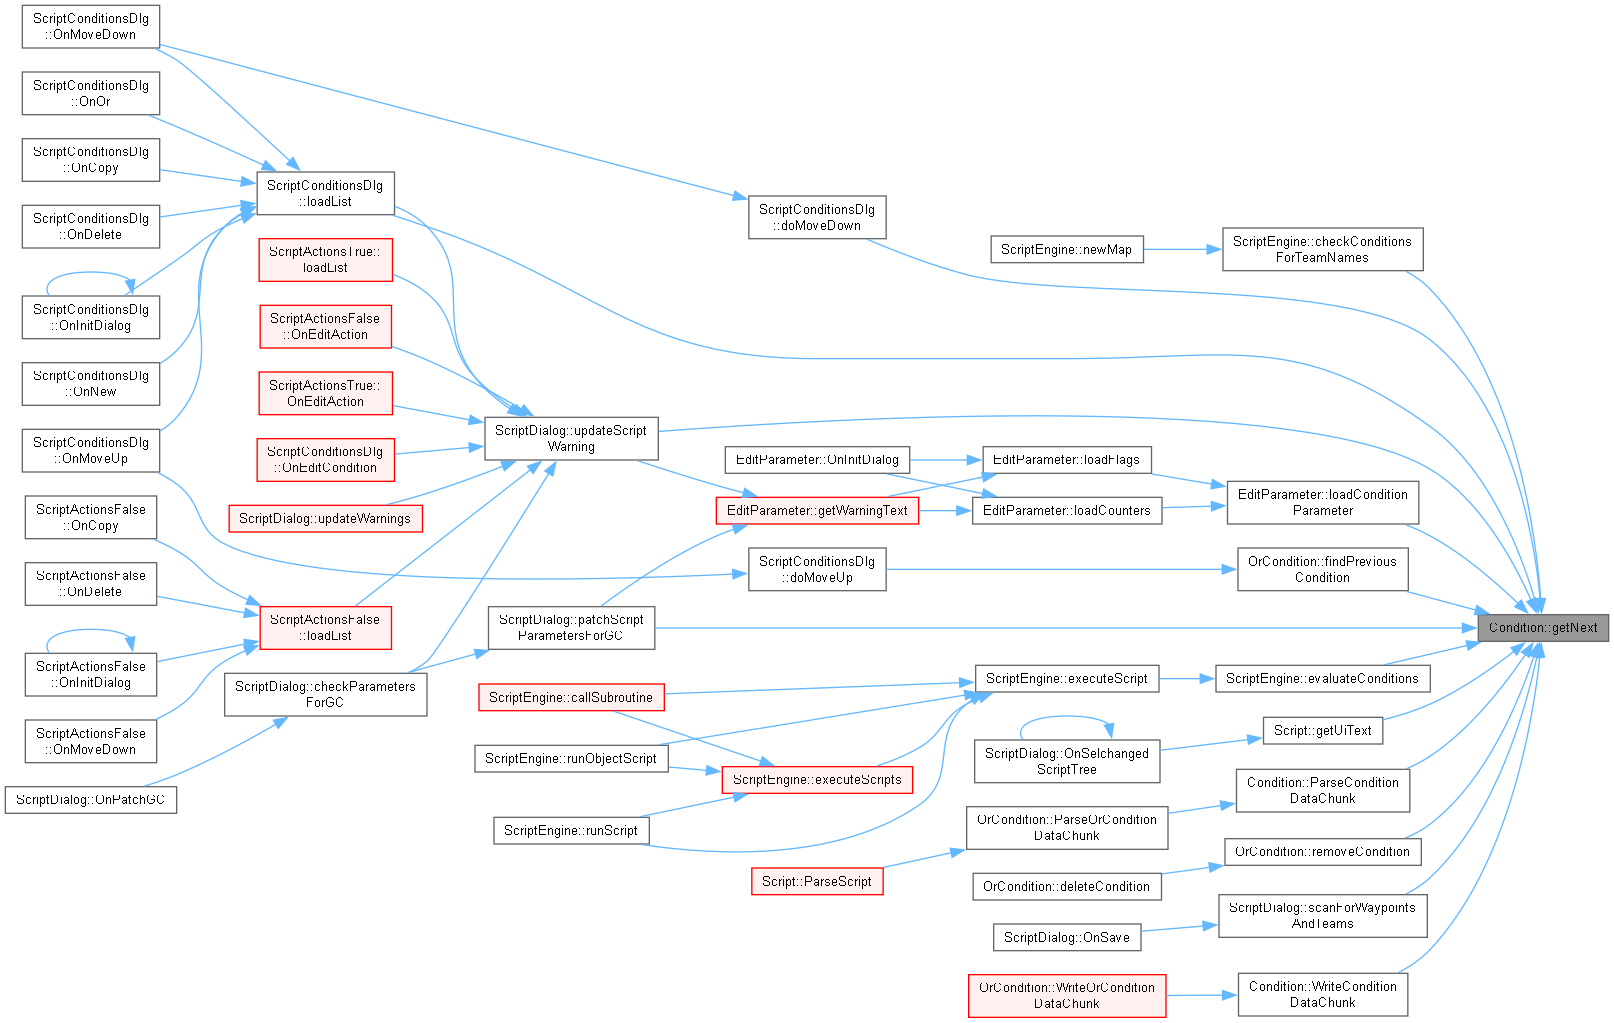 ScriptConditionsDlg
::OnMoveDown
ScriptConditionsDlg
::OnOr
ScriptConditionsDlg
::OnCopy
ScriptConditionsDlg
::OnDelete
ScriptConditionsDlg
::OnInitDialog
ScriptConditionsDlg
::OnNew
ScriptConditionsDlg
::OnMoveUp
ScriptActionsFalse
::OnCopy
ScriptActionsFalse
::OnDelete
ScriptActionsFalse
::OnInitDialog
ScriptActionsFalse
::OnMoveDown
ScriptDialog::OnPatchGC
ScriptConditionsDlg
::loadList
ScriptActionsTrue::
loadList
ScriptActionsFalse
::OnEditAction
ScriptActionsTrue::
OnEditAction
ScriptConditionsDlg
::OnEditCondition
ScriptDialog::updateWarnings
ScriptActionsFalse
::loadList
ScriptDialog::checkParameters
ForGC
ScriptDialog::updateScript
Warning
ScriptDialog::patchScript
ParametersForGC
ScriptEngine::callSubroutine
ScriptEngine::runObjectScript
ScriptEngine::runScript
ScriptConditionsDlg
::doMoveDown
EditParameter::OnInitDialog
EditParameter::getWarningText
ScriptConditionsDlg
::doMoveUp
ScriptEngine::executeScripts
Script::ParseScript
ScriptEngine::newMap
EditParameter::loadFlags
EditParameter::loadCounters
ScriptEngine::executeScript
ScriptDialog::OnSelchanged
ScriptTree
OrCondition::ParseOrCondition
DataChunk
OrCondition::deleteCondition
ScriptDialog::OnSave
OrCondition::WriteOrCondition
DataChunk
ScriptEngine::checkConditions
ForTeamNames
EditParameter::loadCondition
Parameter
OrCondition::findPrevious
Condition
ScriptEngine::evaluateConditions
Script::getUiText
Condition::ParseCondition
DataChunk
OrCondition::removeCondition
ScriptDialog::scanForWaypoints
AndTeams
Condition::WriteCondition
DataChunk
Condition::getNext